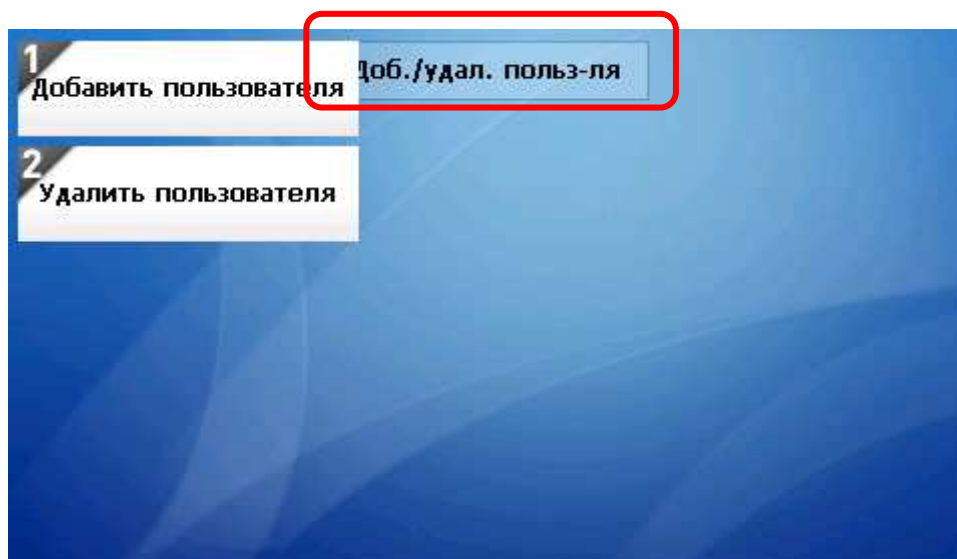 1
Добавить пользователя
Доб./удал. польз-ля
2
Удалить пользователя